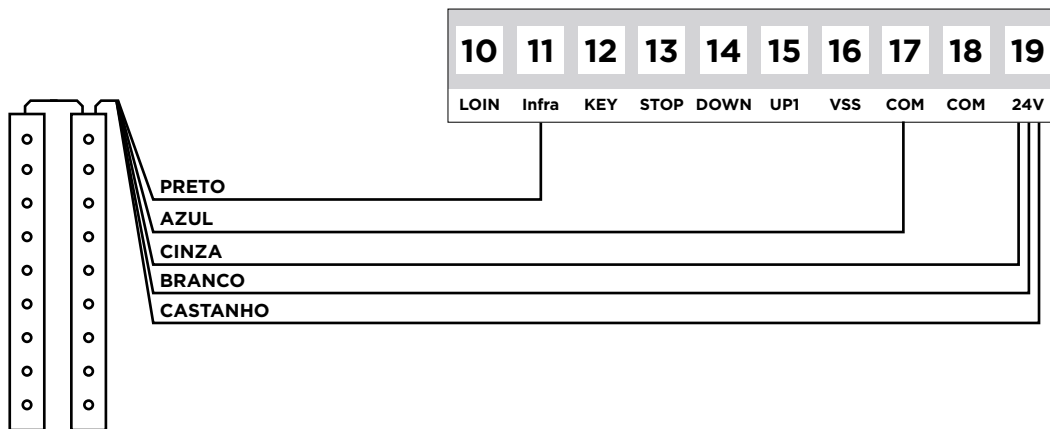 10 11 12 13 14 15 16 17 18 19
LOIN Infra KEY STOP DOWN UP1 VSS COM COM 24V
PRETO
AZUL
CINZA
BRANCO
CASTANHO